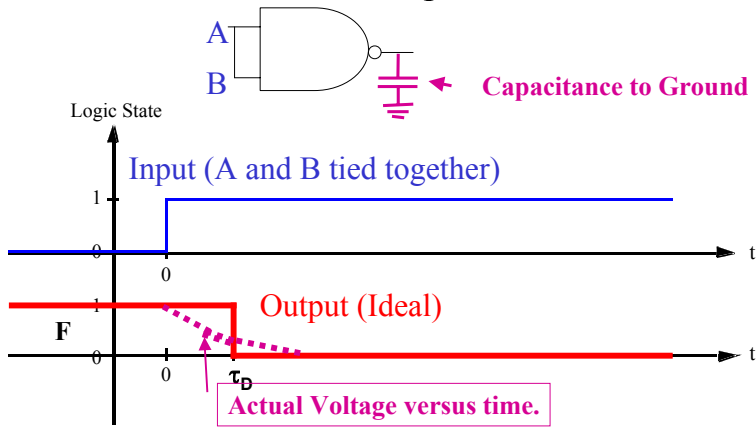 A
B
Capacitance to Ground
Logic State
Input (A and B tied together)
1
0
t
0
Output (Ideal)
1
F
0
t
0
τD
Actual Voltage versus time.